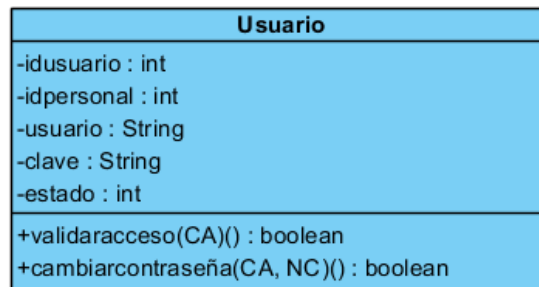 Usuario
-idusuario : int
-idpersonal : int
-usuario : String
-clave : String
-estado : int
+validaracceso(CA)() : boolean
+cambiarcontraseña(CA, NC)() : boolean